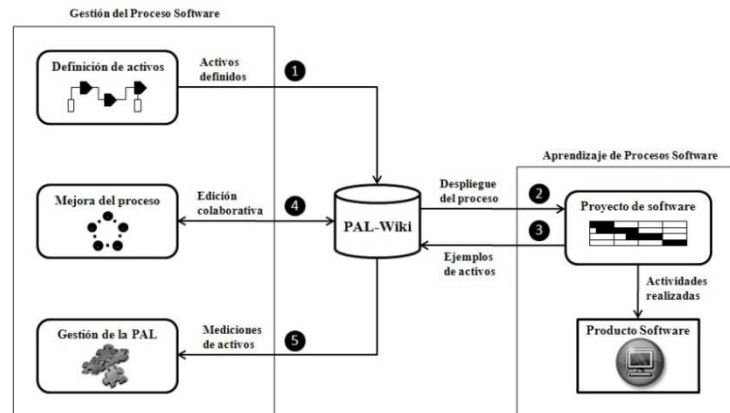 Gestión del Proceso Software
Definición de activos
Activos
definidos
1
Aprendizaje de Procesos Software
Mejora del proceso
Edición
colaborativa
4
PAL-Wiki
Despliegue
del proceso
2
Proyecto de software
3
Ejemplos
de activos
Actividades
realizadas
Gestión de la PAL
Mediciones
de activos
5
Producto Software